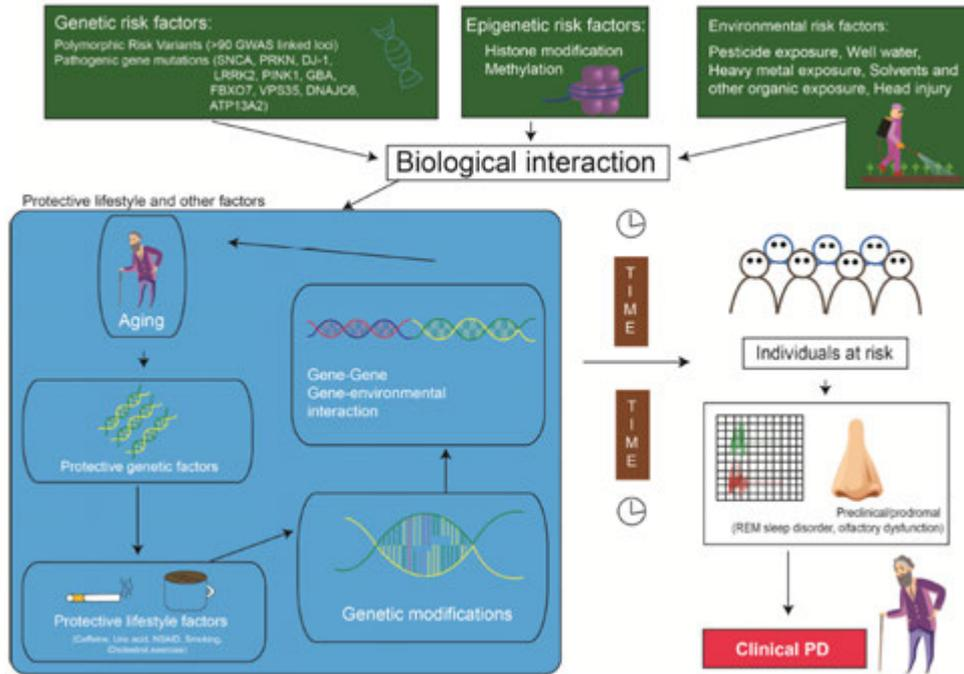 Genetic risk factors:
Polymorphic Risk Variants (>90 GWAS linked loci)
Pathogenic gene mutations (SNCA, PRKN, DJ-1,
LRRK2, PINK1, GBA,
FBXO7, VPS35, DNAJC6,
ATP13A2)
Epigenetic risk factors:
Histone modification
Methylation
Environmental risk factors:
Pesticide exposure, Well water,
Heavy metal exposure, Solvents and
other organic exposure, Head injury
Biological interaction
Protective lifestyle and other factors
Aging
Protective genetic factors
Protective lifestyle factors
(Caffeine, Uric acid, NSAID, Smoking,
Cholestrol, exercise)
Genetic modifications
Gene-Gene
Gene-environmental
interaction
TIME
TIME
Individuals at risk
Preclinical/prodromal
(REM sleep disorder, olfactory dysfunction)
Clinical PD